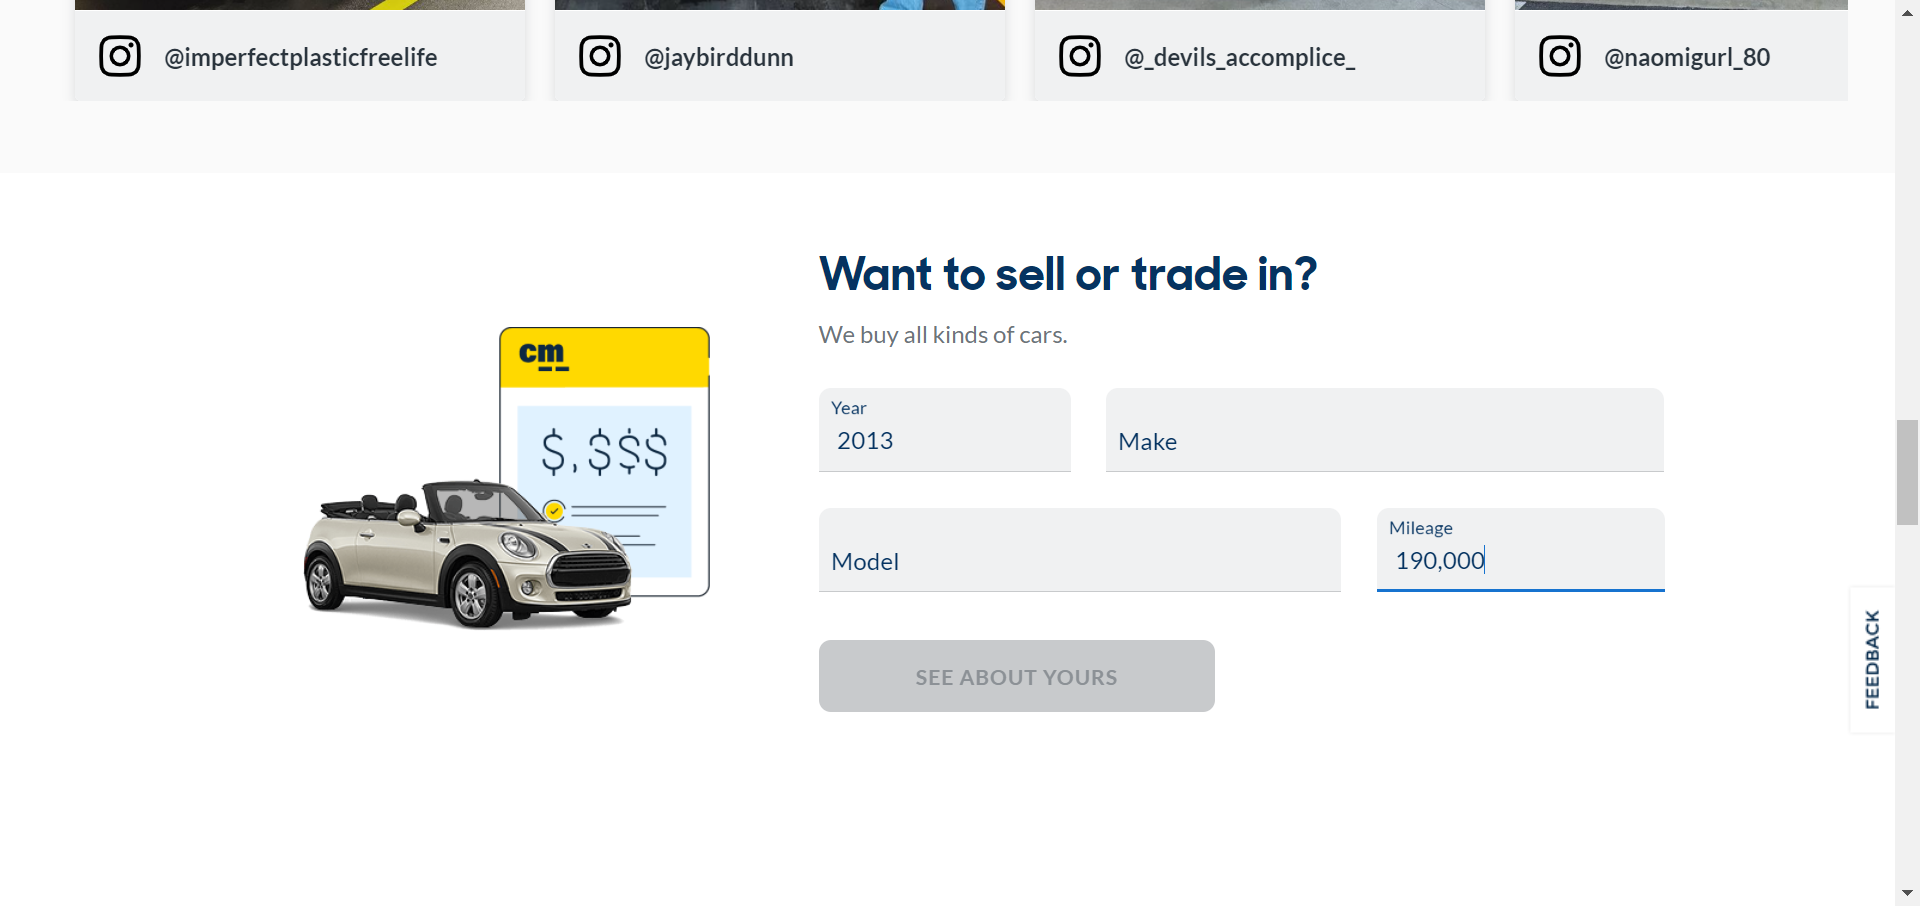 @imperfectplasticfreelife
@jaybirddunn
@_devils_accomplice_
@naomigurl_80
Want to sell or trade in?
We buy all kinds of cars.
cm
$,$$$
Year
2013
Make
Model
Mileage
190,000
SEE ABOUT YOURS
FEEDBACK